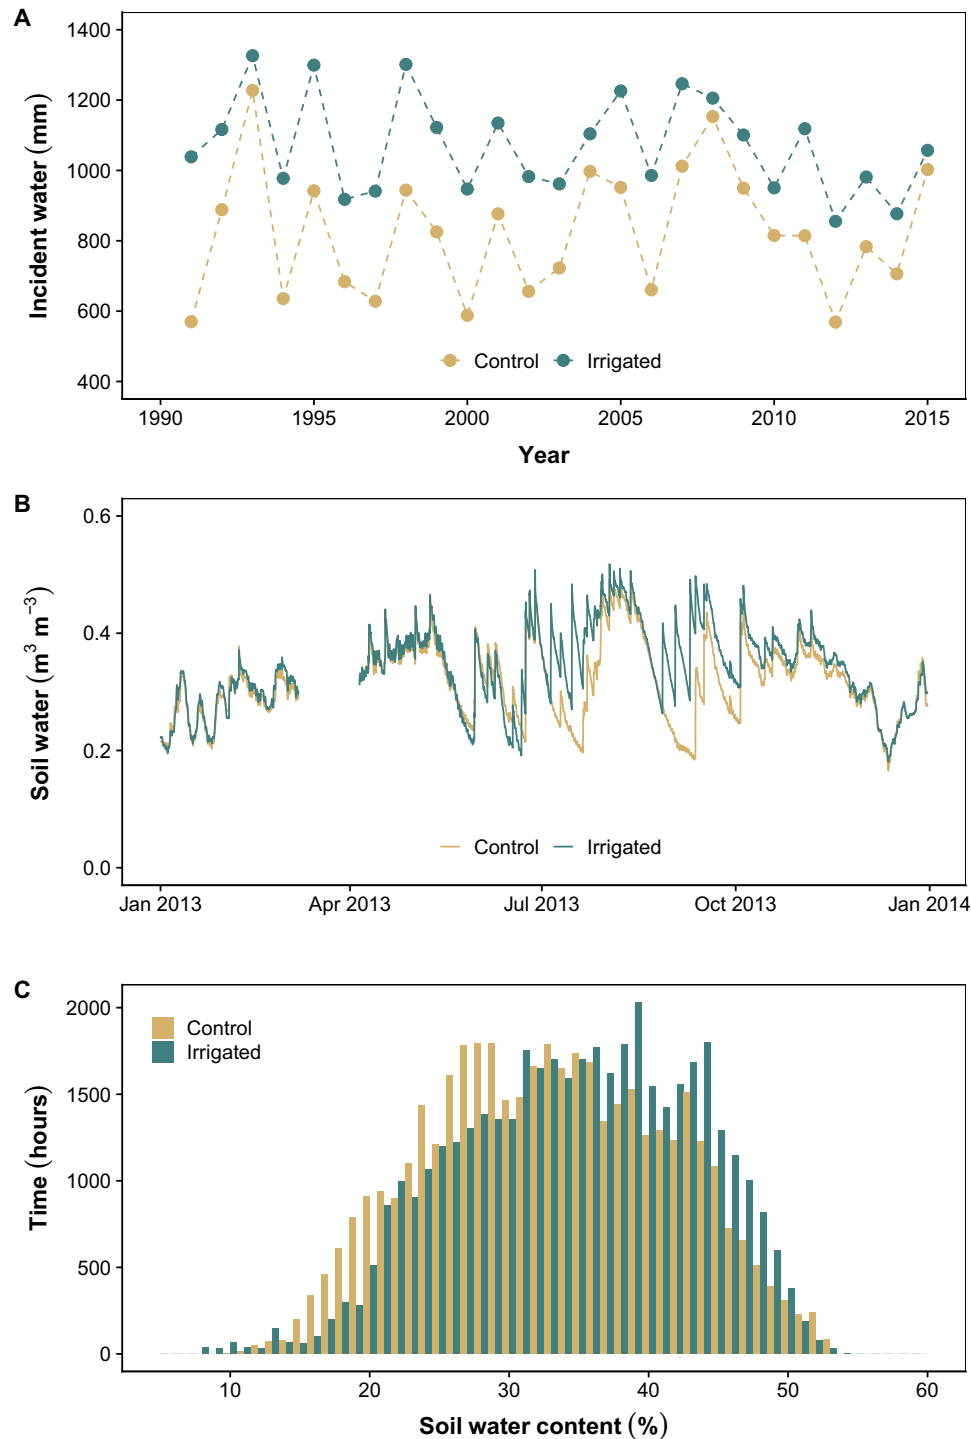 A
1400
1200
1000
800
600
400
Incident water (mm)
Control Irrigated
1990 1995 2000 2005 2010 2015
Year
B
0.6
0.4
0.2
0.0
Soil water (m³ m⁻³)
Control Irrigated
Jan 2013 Apr 2013 Jul 2013 Oct 2013 Jan 2014
C
2000
1500
1000
500
0
Time (hours)
Control
Irrigated
10 20 30 40 50 60
Soil water content (%)